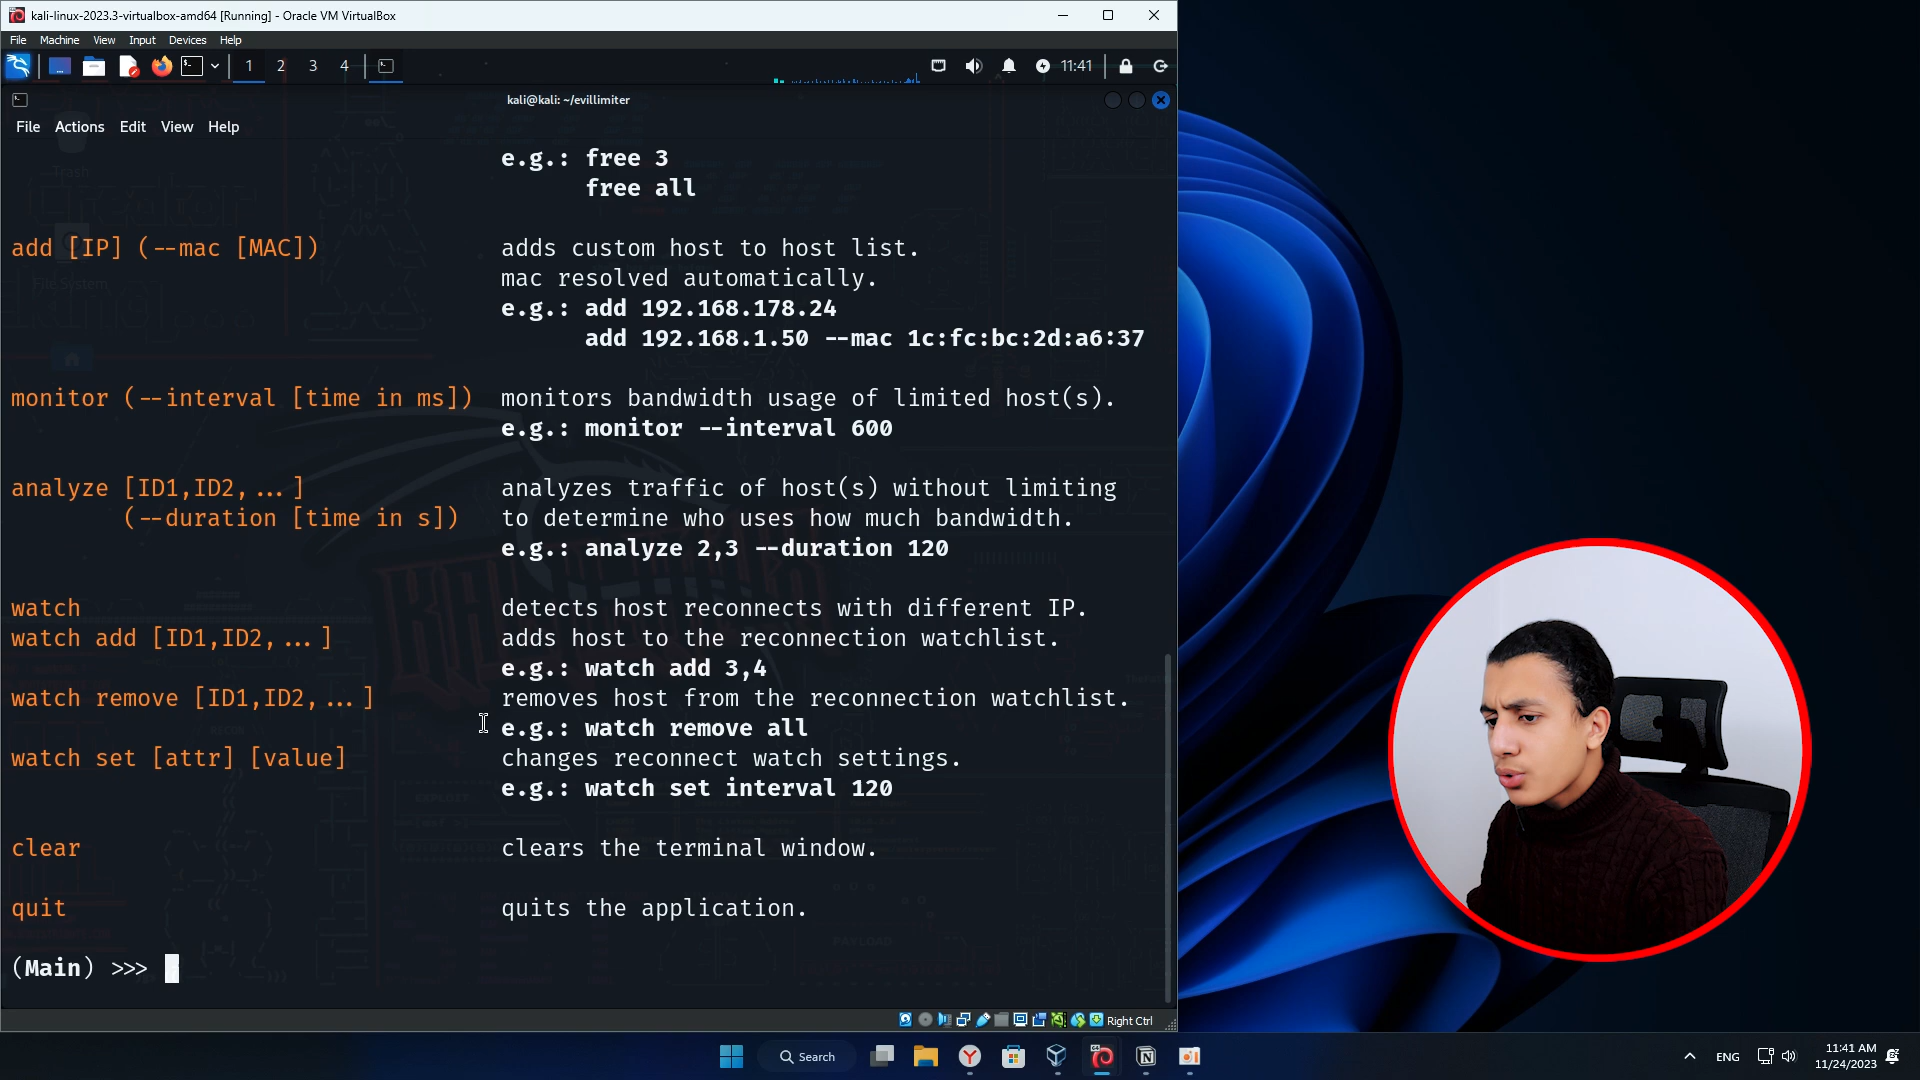 kali-linux-2023.3-virtualbox-amd64 [Running] - Oracle VM VirtualBox
File Machine View Input Devices Help
1 2 3 4 11:41
kali@kali: ~/evillimiter
File Actions Edit View Help
e.g.: free 3
free all
add [IP] (--mac [MAC]) adds custom host to host list.
mac resolved automatically.
e.g.: add 192.168.178.24
add 192.168.1.50 --mac 1c:fc:bc:2d:a6:37
monitor (--interval [time in ms]) monitors bandwidth usage of limited host(s).
e.g.: monitor --interval 600
analyze [ID1,ID2,...] analyzes traffic of host(s) without limiting
(--duration [time in s]) to determine who uses how much bandwidth.
e.g.: analyze 2,3 --duration 120
watch detects host reconnects with different IP.
watch add [ID1,ID2,...] adds host to the reconnection watchlist.
e.g.: watch add 3,4
watch remove [ID1,ID2,...] removes host from the reconnection watchlist.
e.g.: watch remove all
watch set [attr] [value] changes reconnect watch settings.
e.g.: watch set interval 120
clear clears the terminal window.
quit quits the application.
(Main) >>>
Trash
File System
PAYLOAD
EXPLOIT
Right Ctrl
Search
ENG
11:41 AM
11/24/2023